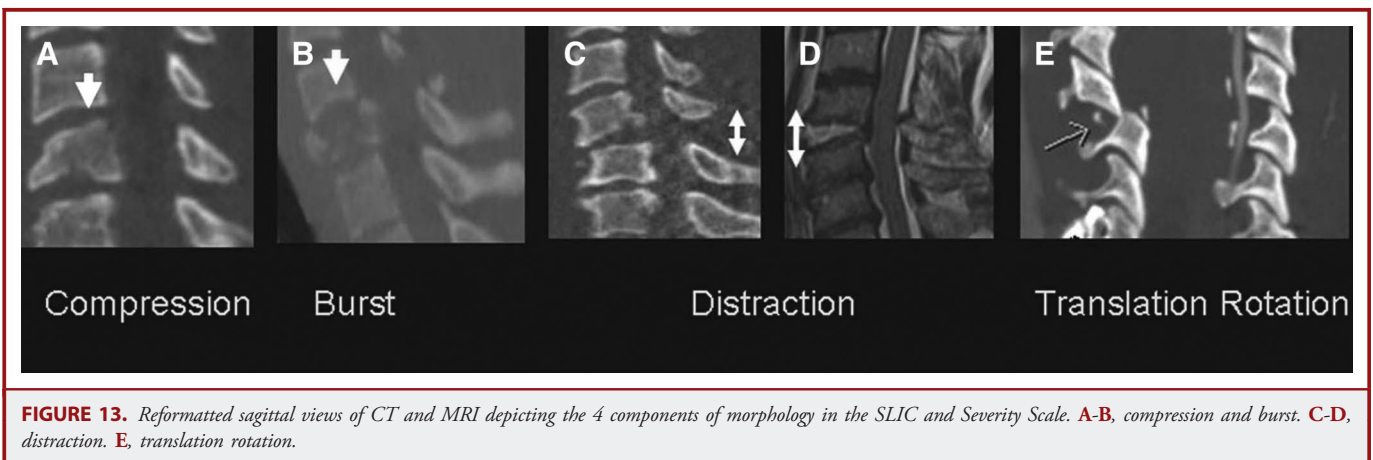 A B C D E
Compression Burst Distraction Translation Rotation
FIGURE 13. Reformatted sagittal views of CT and MRI depicting the 4 components of morphology in the SLIC and Severity Scale. A-B, compression and burst. C-D,
distraction. E, translation rotation.